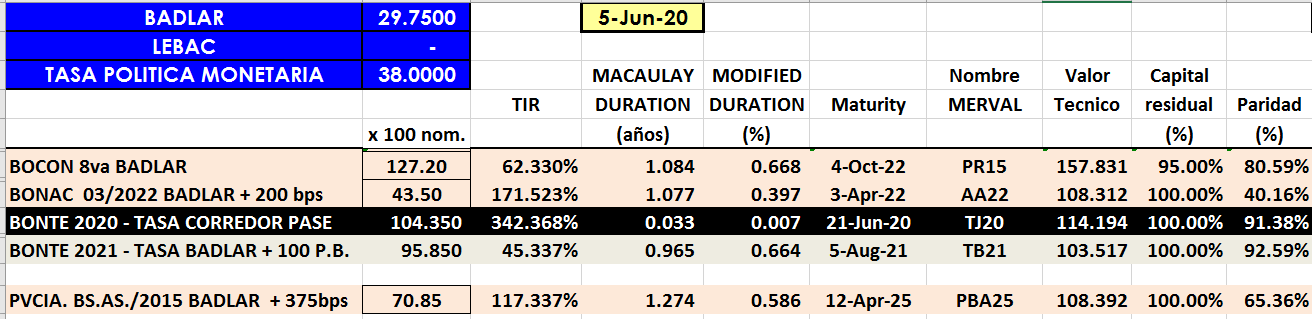 BADLAR 29.7500 5-Jun-20
LEBAC -
TASA POLITICA MONETARIA 38.0000 MACAULAY MODIFIED Nombre Valor Capital
TIR DURATION DURATION Maturity MERVAL Tecnico residual Paridad
x 100 nom. (años) (%) (%) (%)
BOCON 8va BADLAR 127.20 62.330% 1.084 0.668 4-Oct-22 PR15 157.831 95.00% 80.59%
BONAC 03/2022 BADLAR + 200 bps 43.50 171.523% 1.077 0.397 3-Apr-22 AA22 108.312 100.00% 40.16%
BONTE 2020 - TASA CORREDOR PASE 104.350 342.368% 0.033 0.007 21-Jun-20 TJ20 114.194 100.00% 91.38%
BONTE 2021 - TASA BADLAR + 100 P.B. 95.850 45.337% 0.965 0.664 5-Aug-21 TB21 103.517 100.00% 92.59%
PVCIA. BS.AS./2015 BADLAR + 375bps 70.85 117.337% 1.274 0.586 12-Apr-25 PBA25 108.392 100.00% 65.36%